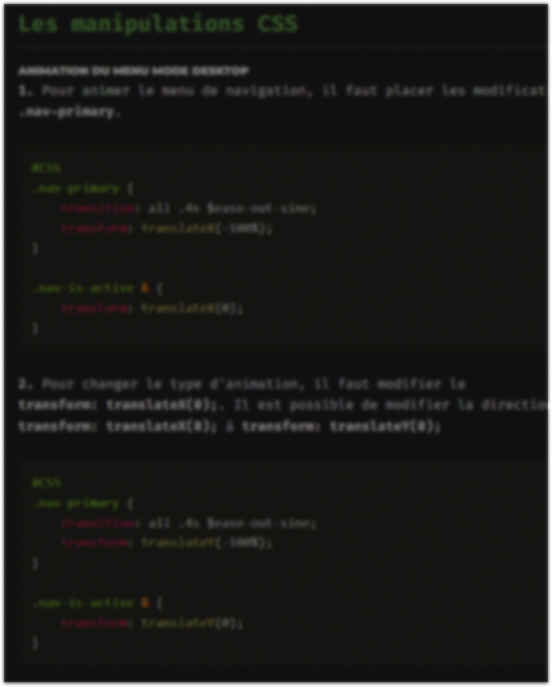 Les manipulations CSS
ANIMATION DU MENU MODE DESKTOP
1. Pour animer le menu de navigation, il faut placer les modificat
.nav-primary.
#CSS
.nav-primary {
transition: all .4s $ease-out-sine;
transform: translateX(-100%);
}
.nav-is-active & {
transform: translateX(0);
}
2. Pour changer le type d'animation, il faut modifier le
transform: translateX(0);. Il est possible de modifier la direction
transform: translateX(0); à transform: translateY(0);
#CSS
.nav-primary {
transition: all .4s $ease-out-sine;
transform: translateY(-100%);
}
.nav-is-active & {
transform: translateY(0);
}